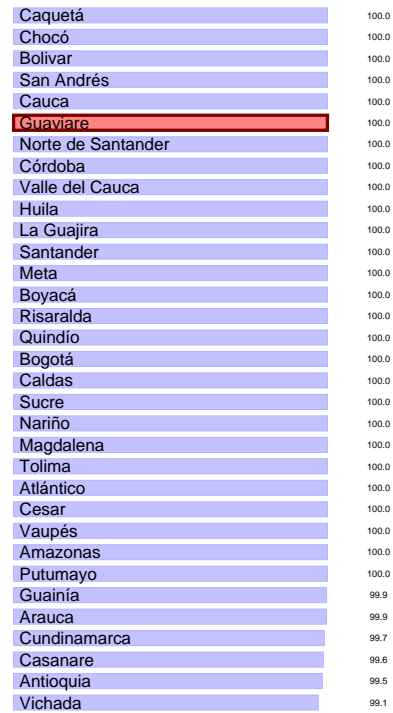 Caquetá 100.0
Chocó 100.0
Bolivar 100.0
San Andrés 100.0
Cauca 100.0
Guaviare 100.0
Norte de Santander 100.0
Córdoba 100.0
Valle del Cauca 100.0
Huila 100.0
La Guajira 100.0
Santander 100.0
Meta 100.0
Boyacá 100.0
Risaralda 100.0
Quindío 100.0
Bogotá 100.0
Caldas 100.0
Sucre 100.0
Nariño 100.0
Magdalena 100.0
Tolima 100.0
Atlántico 100.0
Cesar 100.0
Vaupés 100.0
Amazonas 100.0
Putumayo 100.0
Guainía 99.9
Arauca 99.9
Cundinamarca 99.7
Casanare 99.6
Antioquia 99.5
Vichada 99.1